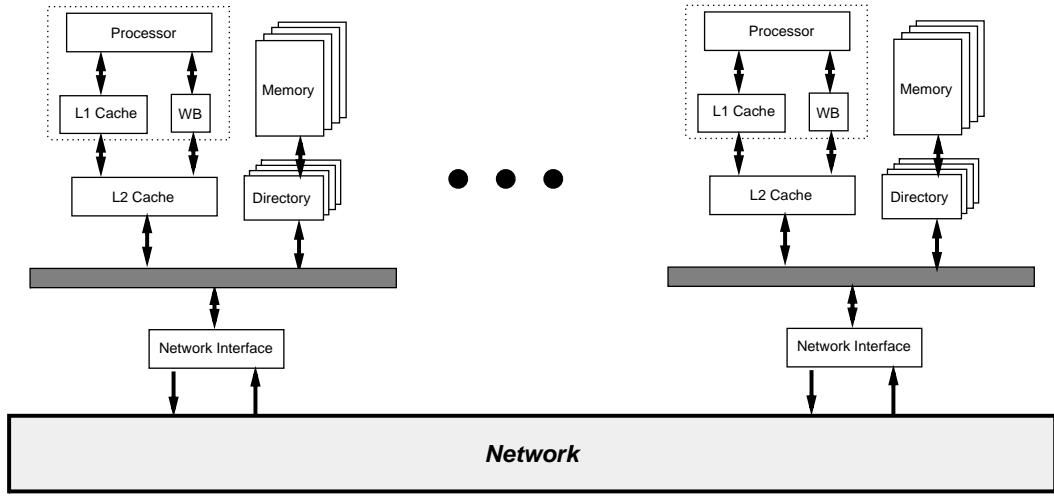 Processor
Memory
L1 Cache
WB
L2 Cache
Directory
Network Interface
Processor
Memory
L1 Cache
WB
L2 Cache
Directory
Network Interface
Network